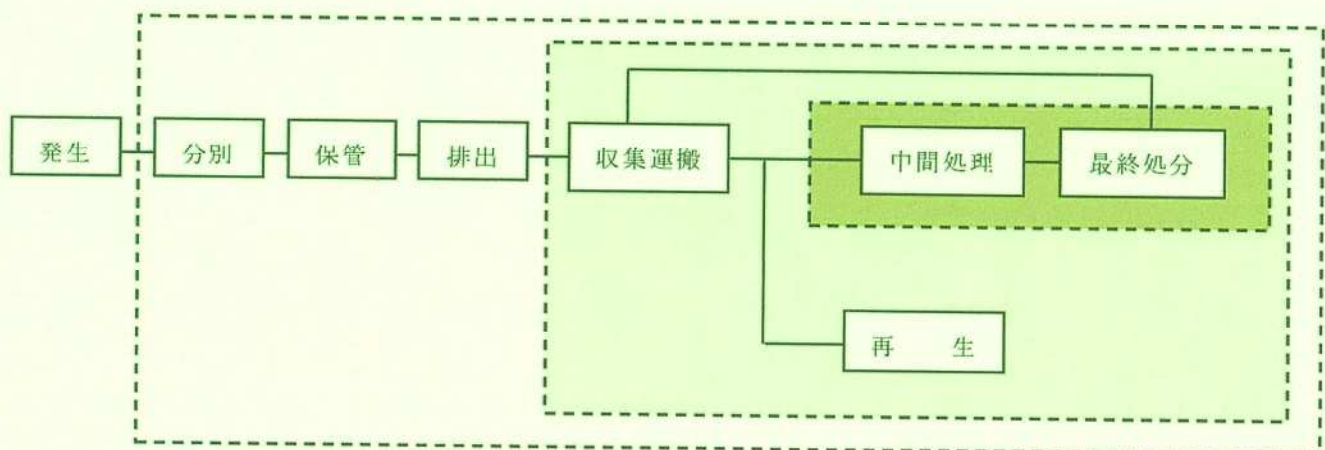 発生
分別
保管
排出
収集運搬
中間処理
最終処分
再 生